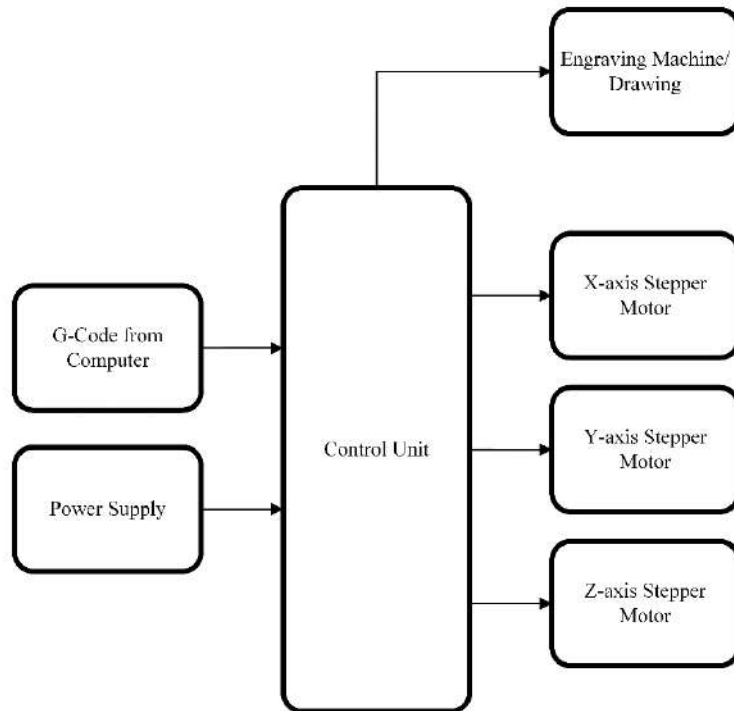 Engraving Machine/
Drawing
G-Code from
Computer
Power Supply
Control Unit
X-axis Stepper
Motor
Y-axis Stepper
Motor
Z-axis Stepper
Motor